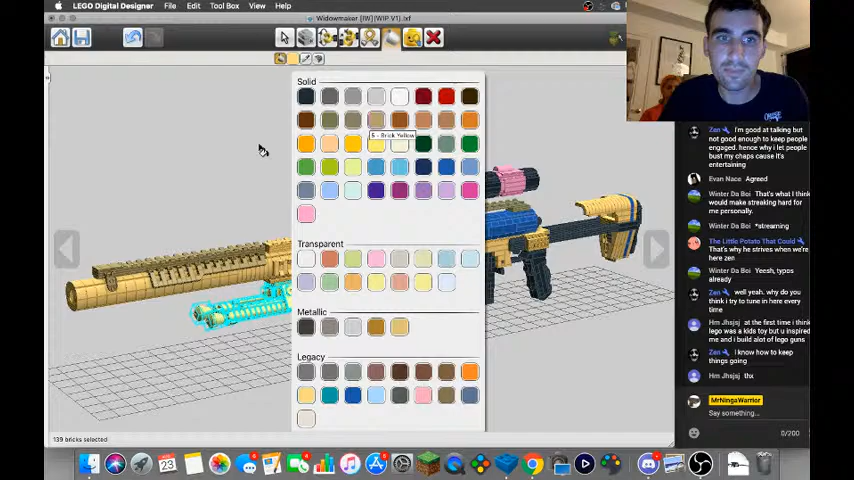 LEGO Digital Designer File Edit Tool Box View Help
Widowmaker [IW] [WIP V1].lxf
Solid
5 - Brick Yellow
Transparent
Metallic
Legacy
139 bricks selected
Zen I'm good at talking but
not good enough to keep people
engaged. hence why i let people
bust my chaps cause it's
entertaining
Evan Nace Agreed
Winter Da Boi That's what I think
would make streaking hard for
me personally.
Winter Da Boi *streaming
The Little Potato That Could
That's why he strives when we're
here zen
Winter Da Boi Yeesh, typos
already
Zen well yeah. why do you
think i try to tune in here every
time
Hm Jhsjsj at the first time i think
lego was a kids toy but u inspired
me and i build alot of lego guns
Zen I know how to keep
things going
Hm Jhsjsj thx
MrNingaWarrior
Say something...
0/200